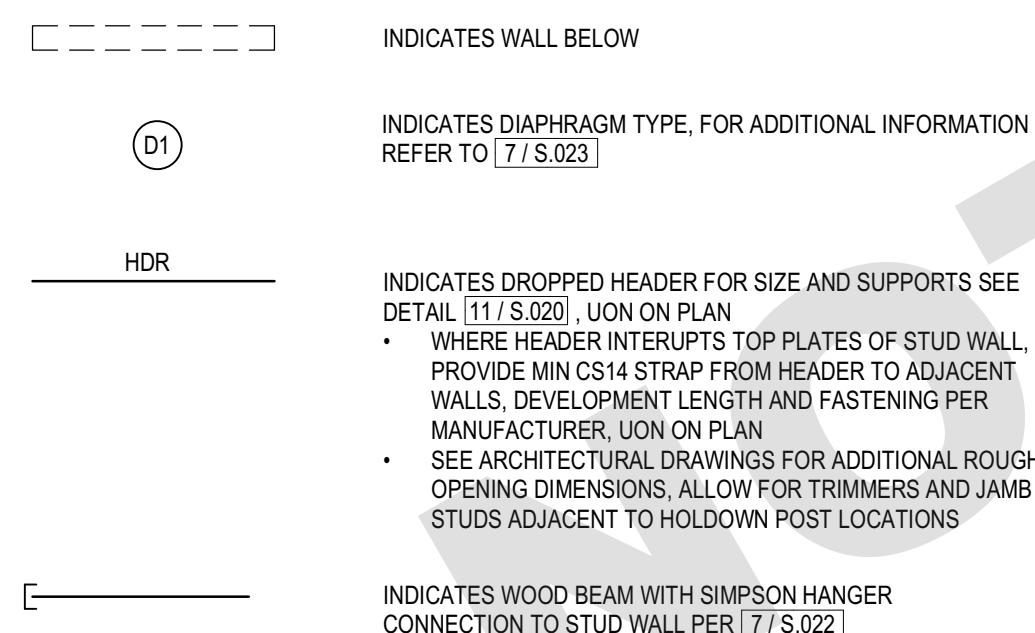 INDICATES WALL BELOW
D1
INDICATES DIAPHRAGM TYPE, FOR ADDITIONAL INFORMATION
REFER TO 7 / S.023
HDR
INDICATES DROPPED HEADER FOR SIZE AND SUPPORTS SEE
DETAIL 11 / S.020 , UON ON PLAN
• WHERE HEADER INTERUPTS TOP PLATES OF STUD WALL,
PROVIDE MIN CS14 STRAP FROM HEADER TO ADJACENT
WALLS, DEVELOPMENT LENGTH AND FASTENING PER
MANUFACTURER, UON ON PLAN
• SEE ARCHITECTURAL DRAWINGS FOR ADDITIONAL ROUGH
OPENING DIMENSIONS, ALLOW FOR TRIMMERS AND JAMB
STUDS ADJACENT TO HOLDOWN POST LOCATIONS
INDICATES WOOD BEAM WITH SIMPSON HANGER
CONNECTION TO STUD WALL PER 7 / S.022